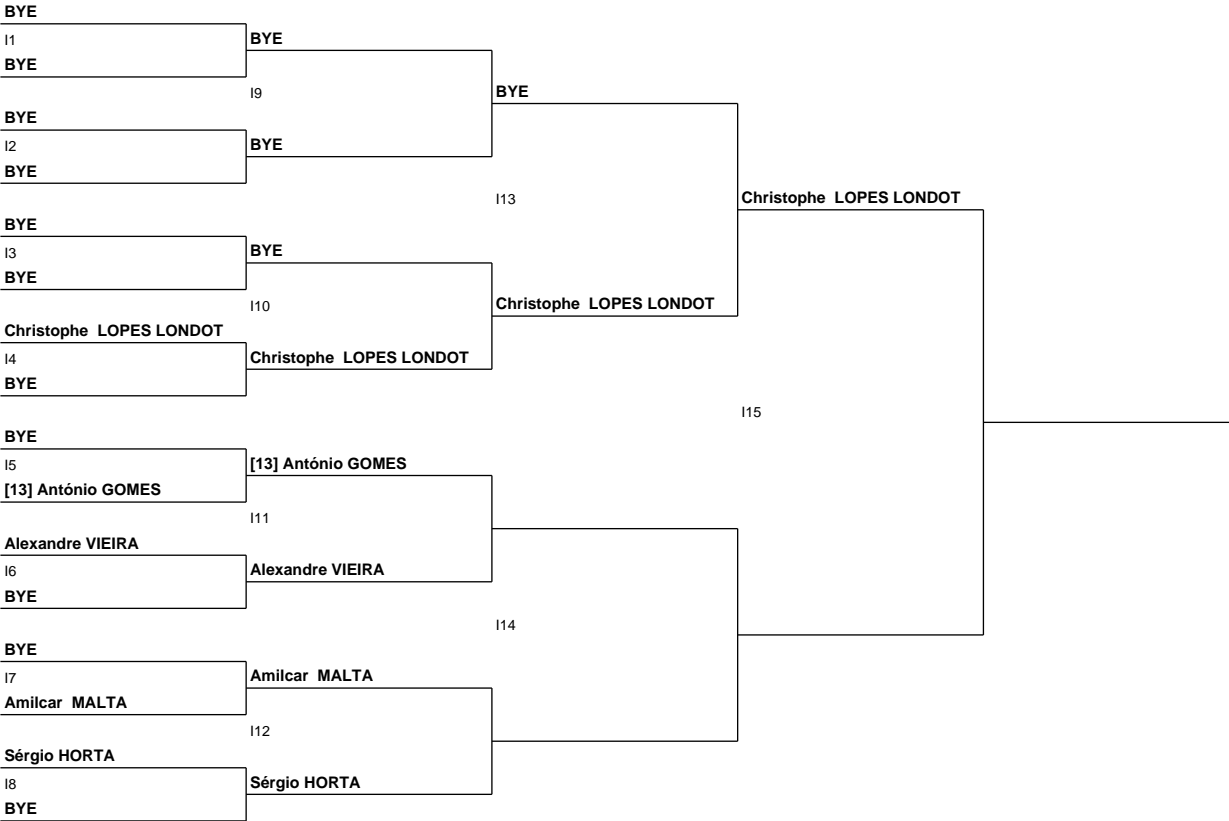 BYE
I1
BYE
BYE
I9
BYE
BYE
I2
BYE
BYE
I13
Christophe  LOPES LONDOT
BYE
I3
BYE
BYE
I10
Christophe  LOPES LONDOT
Christophe  LOPES LONDOT
I4
Christophe  LOPES LONDOT
BYE
I15
BYE
I5
[13] António GOMES
[13] António GOMES
I11
Alexandre VIEIRA
I6
Alexandre VIEIRA
BYE
I14
BYE
I7
Amilcar  MALTA
Amilcar  MALTA
I12
Sérgio HORTA
I8
Sérgio HORTA
BYE